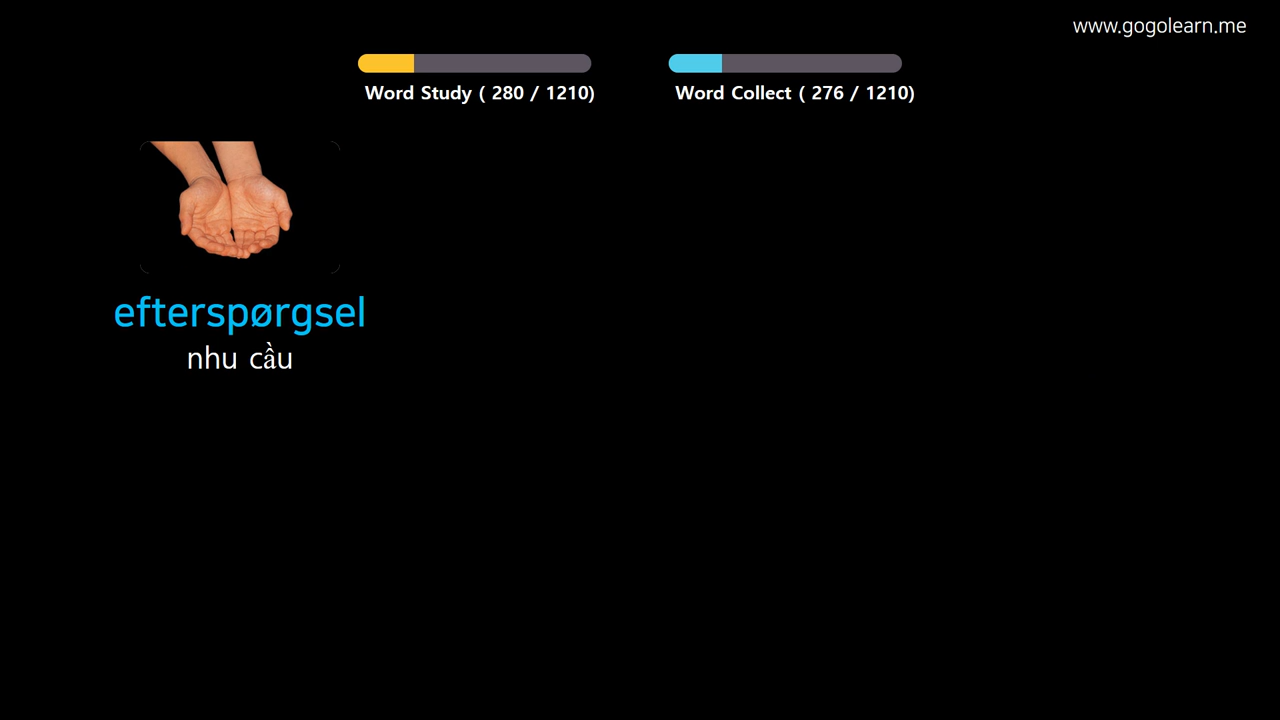 www.gogolearn.me
Word Study ( 280 / 1210)
Word Collect ( 276 / 1210)
efterspørgsel
nhu cầu